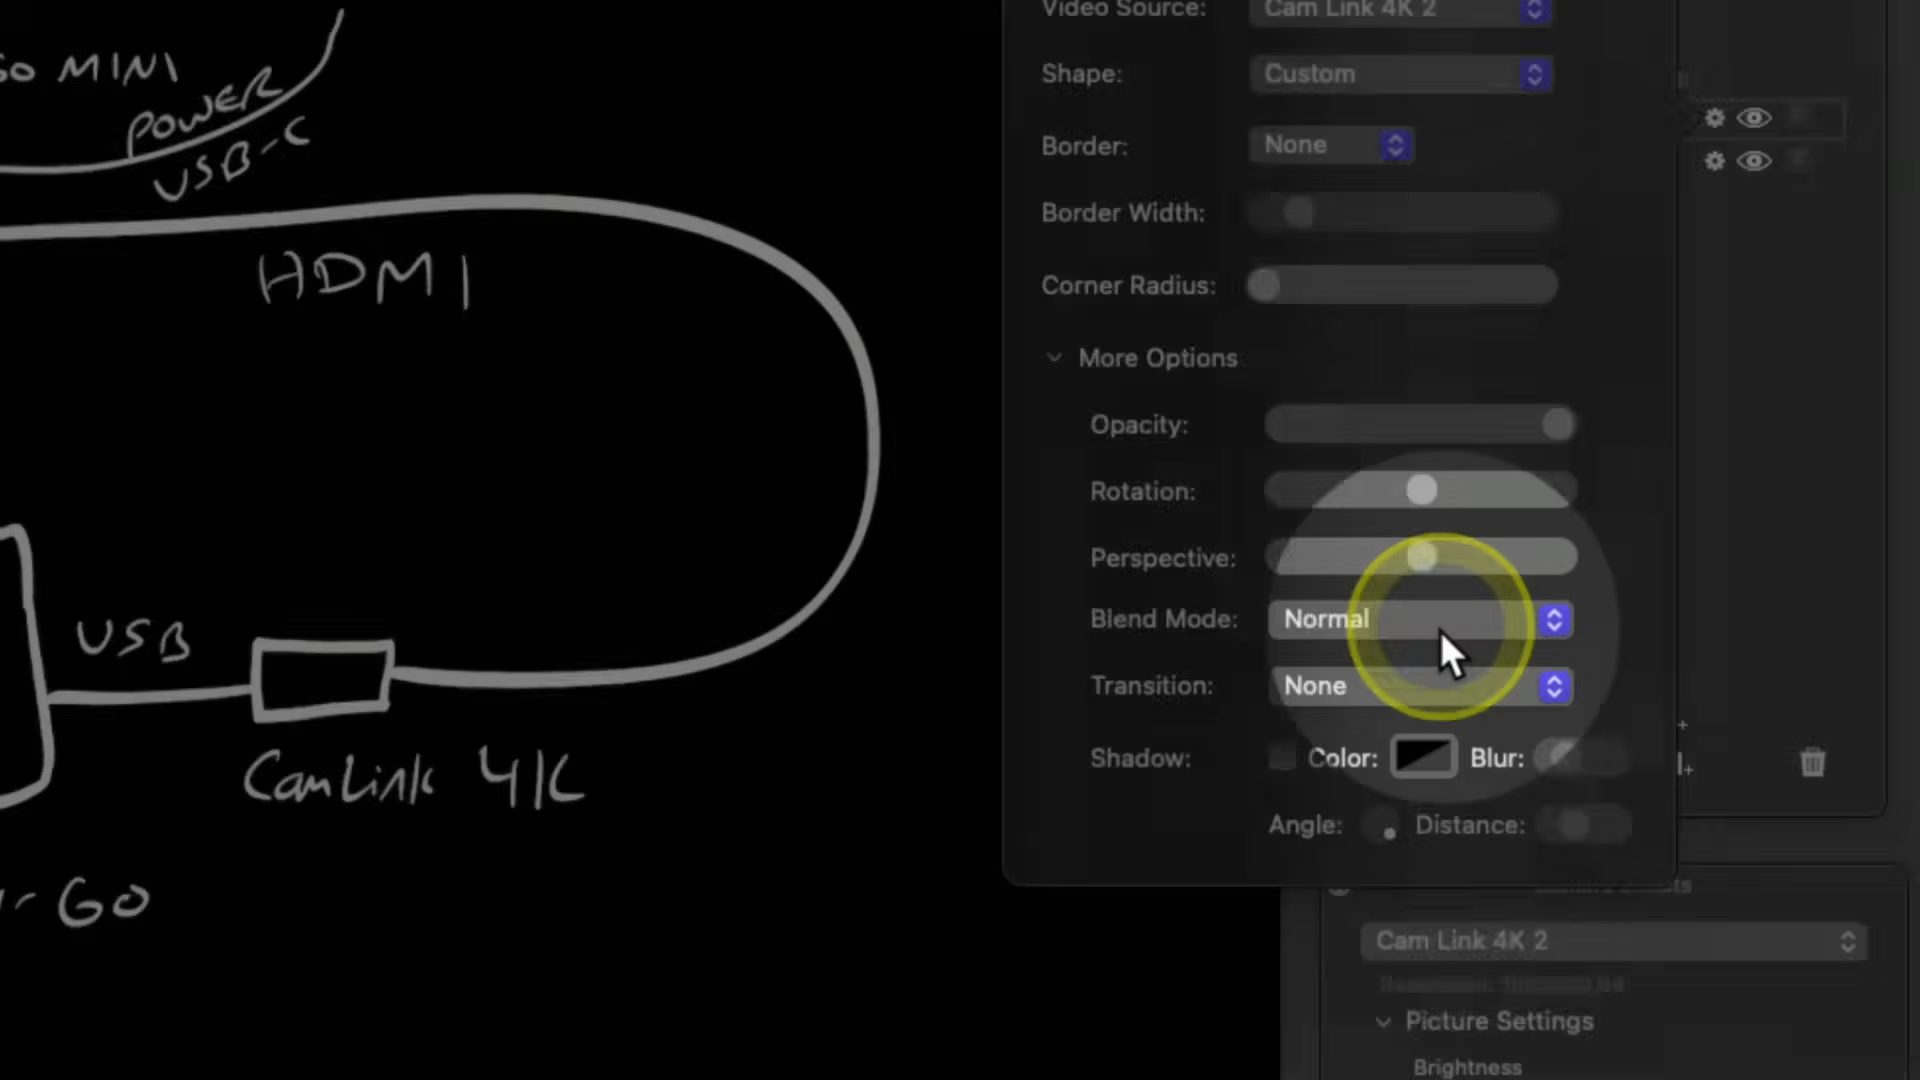 MINI
POWER
USB-C
HDMI
USB
CamLink 4K
Go
Video Source: Cam Link 4K 2
Shape: Custom
Border: None
Border Width:
Corner Radius:
More Options
Opacity:
Rotation:
Perspective:
Blend Mode: Normal
Transition: None
Shadow: Color: Blur:
Angle: Distance:
Cam Link 4K 2
Picture Settings
Brightness